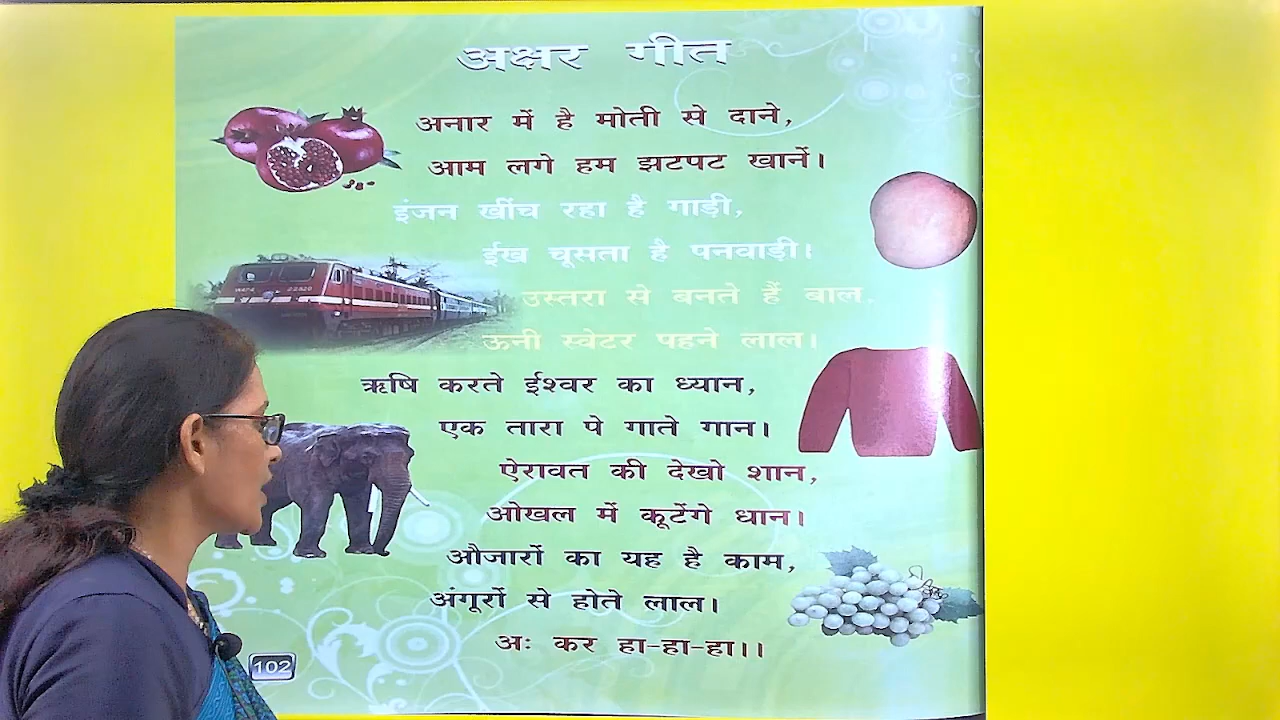 अक्षर गीत
अनार में है मोती से दाने,
आम लगे हम झटपट खानें।
इंजन खींच रहा है गाड़ी,
ईख चूसता है पनवाड़ी।
उस्तरा से बनते हैं बाल,
ऊनी स्वेटर पहने लाल।
ऋषि करते ईश्वर का ध्यान,
एक तारा पे गाते गान।
ऐरावत की देखो शान,
ओखल में कूटेंगे धान।
औजारों का यह है काम,
अंगूरों से होते लाल।
अः कर हा-हा-हा।।
102